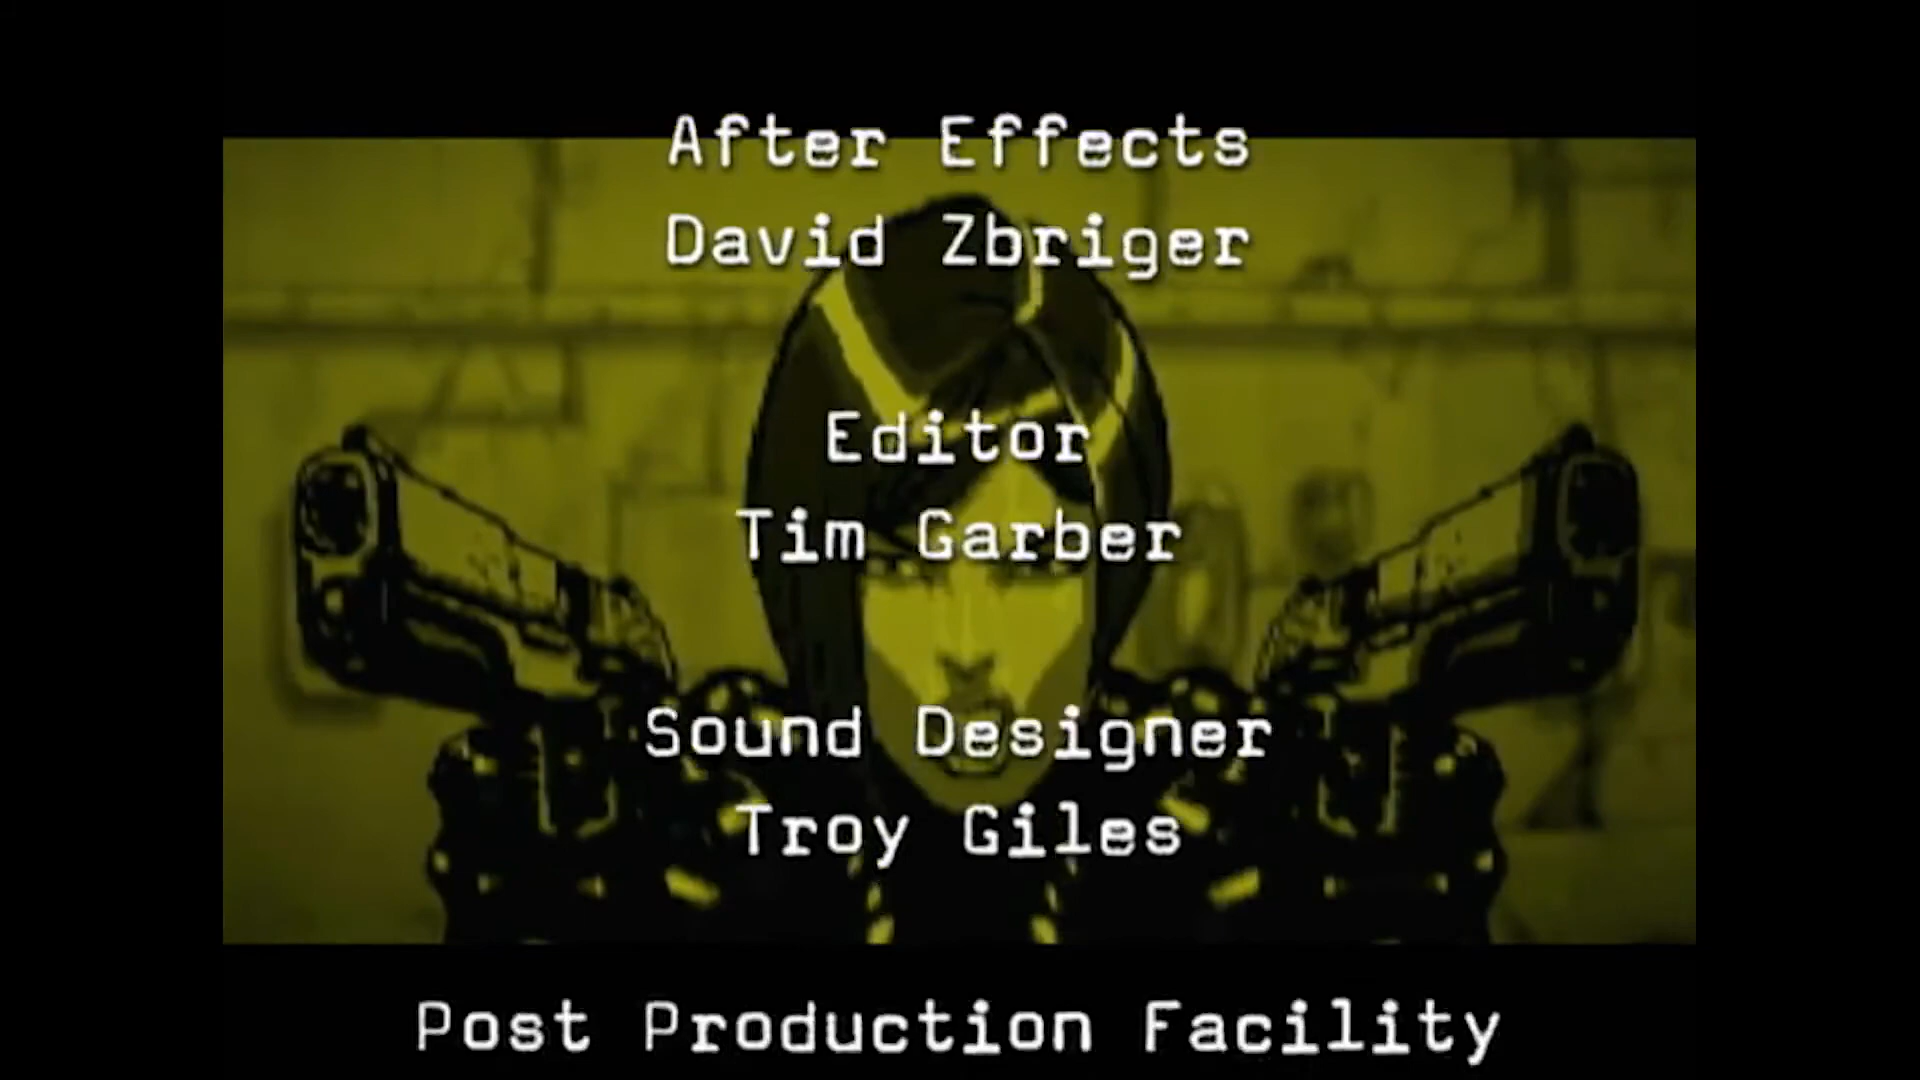 After Effects
David Zbriger
Editor
Tim Garber
Sound Designer
Troy Giles
Post Production Facility